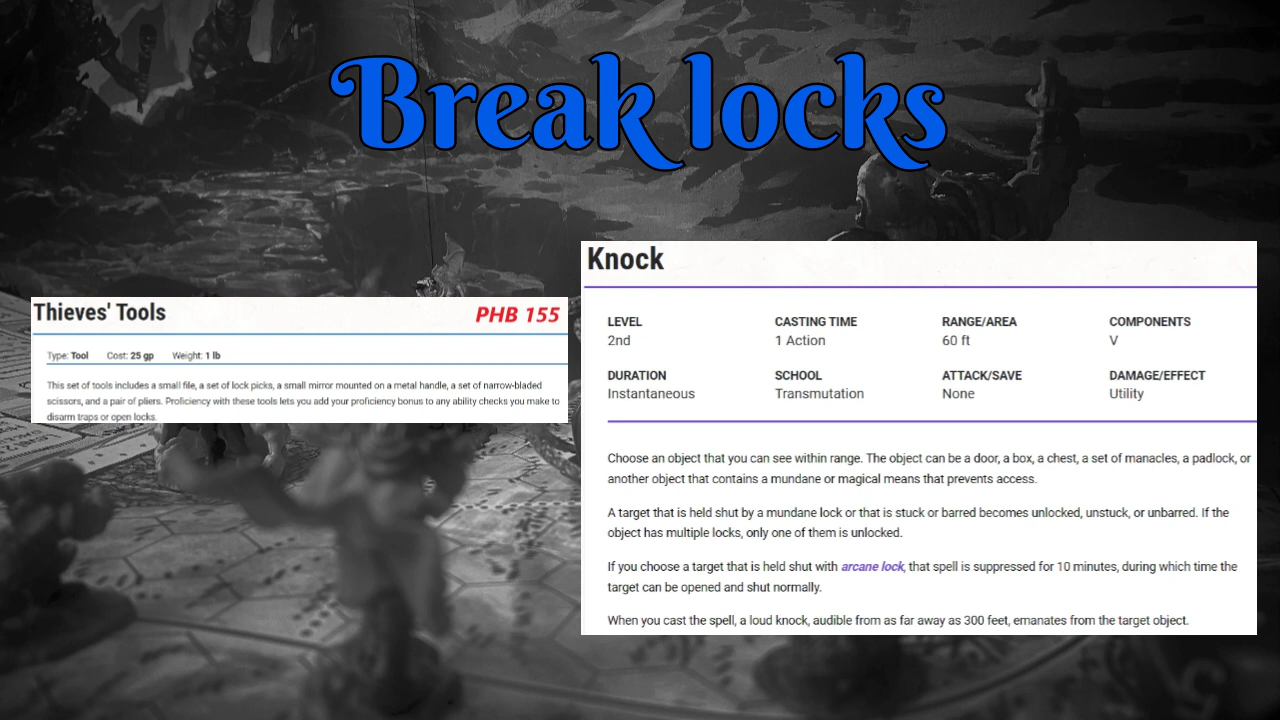 Break locks
Thieves' Tools PHB 155
Type: Tool Cost: 25 gp Weight: 1 lb
This set of tools includes a small file, a set of lock picks, a small mirror mounted on a metal handle, a set of narrow-bladed
scissors, and a pair of pliers. Proficiency with these tools lets you add your proficiency bonus to any ability checks you make to
disarm traps or open locks.
Knock
LEVEL CASTING TIME RANGE/AREA COMPONENTS
2nd 1 Action 60 ft V
DURATION SCHOOL ATTACK/SAVE DAMAGE/EFFECT
Instantaneous Transmutation None Utility
Choose an object that you can see within range. The object can be a door, a box, a chest, a set of manacles, a padlock, or
another object that contains a mundane or magical means that prevents access.
A target that is held shut by a mundane lock or that is stuck or barred becomes unlocked, unstuck, or unbarred. If the
object has multiple locks, only one of them is unlocked.
If you choose a target that is held shut with arcane lock, that spell is suppressed for 10 minutes, during which time the
target can be opened and shut normally.
When you cast the spell, a loud knock, audible from as far away as 300 feet, emanates from the target object.